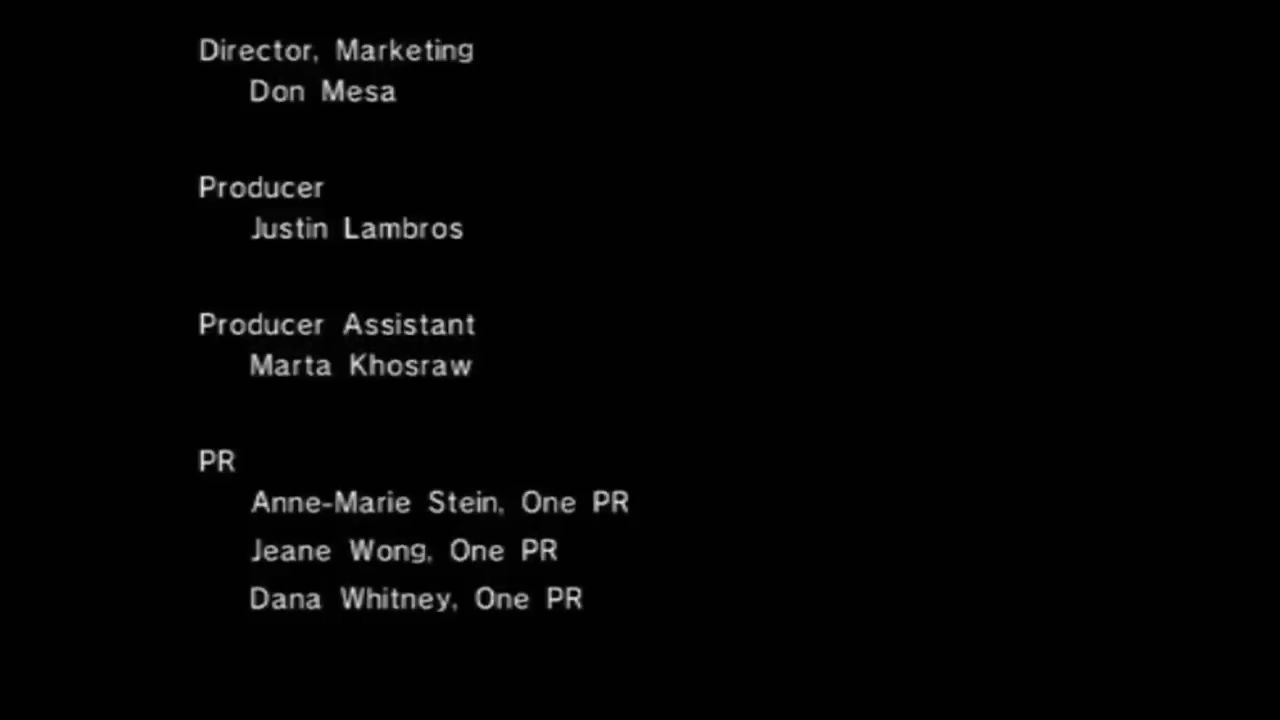 Director, Marketing
Don Mesa
Producer
Justin Lambros
Producer Assistant
Marta Khosraw
PR
Anne-Marie Stein, One PR
Jeane Wong, One PR
Dana Whitney, One PR